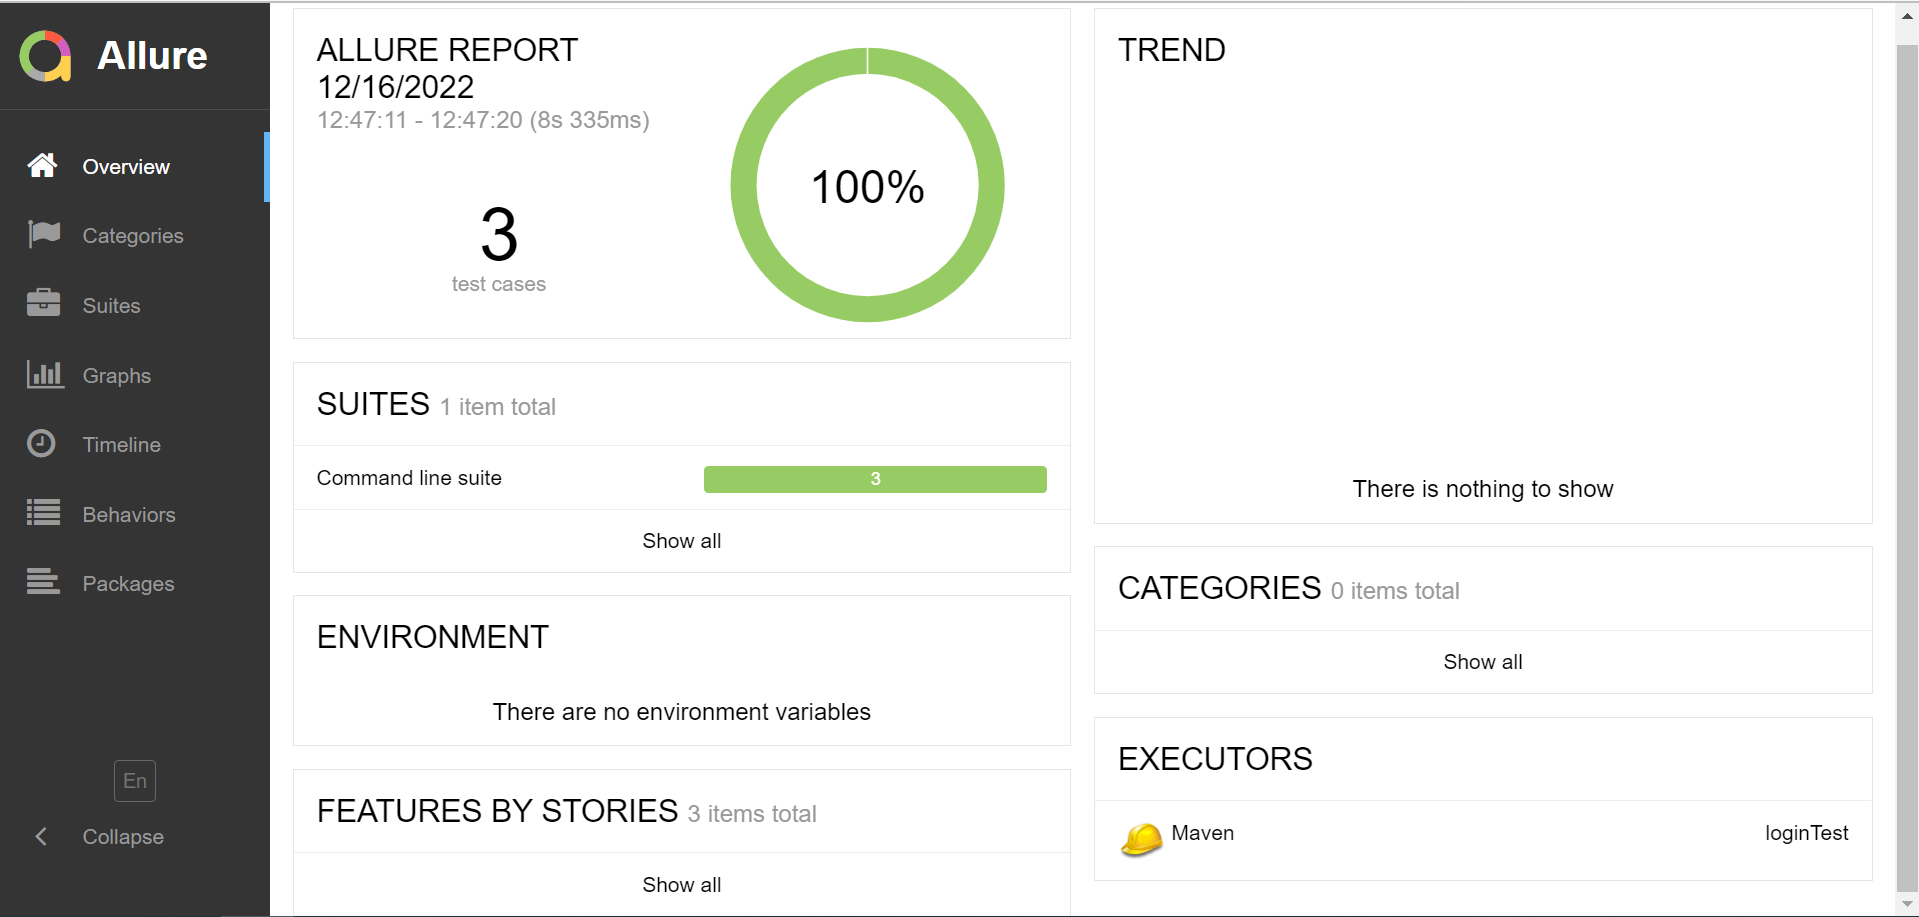 Allure
Overview
Categories
Suites
Graphs
Timeline
Behaviors
Packages
En
Collapse
ALLURE REPORT
12/16/2022
12:47:11 - 12:47:20 (8s 335ms)
3
test cases
100%
SUITES 1 item total
Command line suite 3
Show all
ENVIRONMENT
There are no environment variables
FEATURES BY STORIES 3 items total
Show all
TREND
There is nothing to show
CATEGORIES 0 items total
Show all
EXECUTORS
Maven loginTest